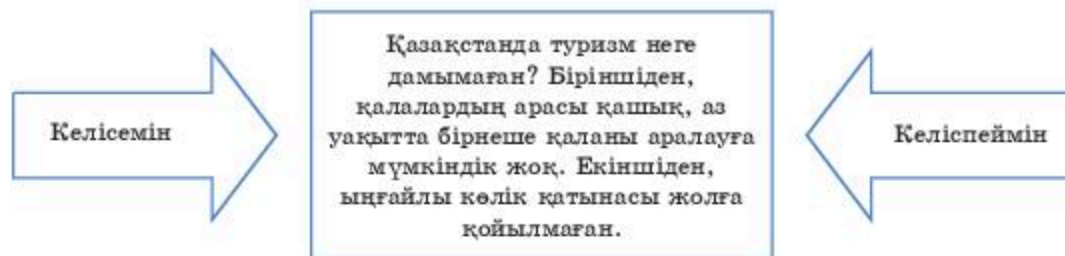 Келісемін
Қазақстанда туризм неге
дамымаған? Біріншіден,
қалалардың арасы қашық, аз
уақытта бірнеше қаланы аралауға
мүмкіндік жоқ. Екіншіден,
ыңғайлы көлік қатынасы жолға
қойылмаған.
Келіспеймін